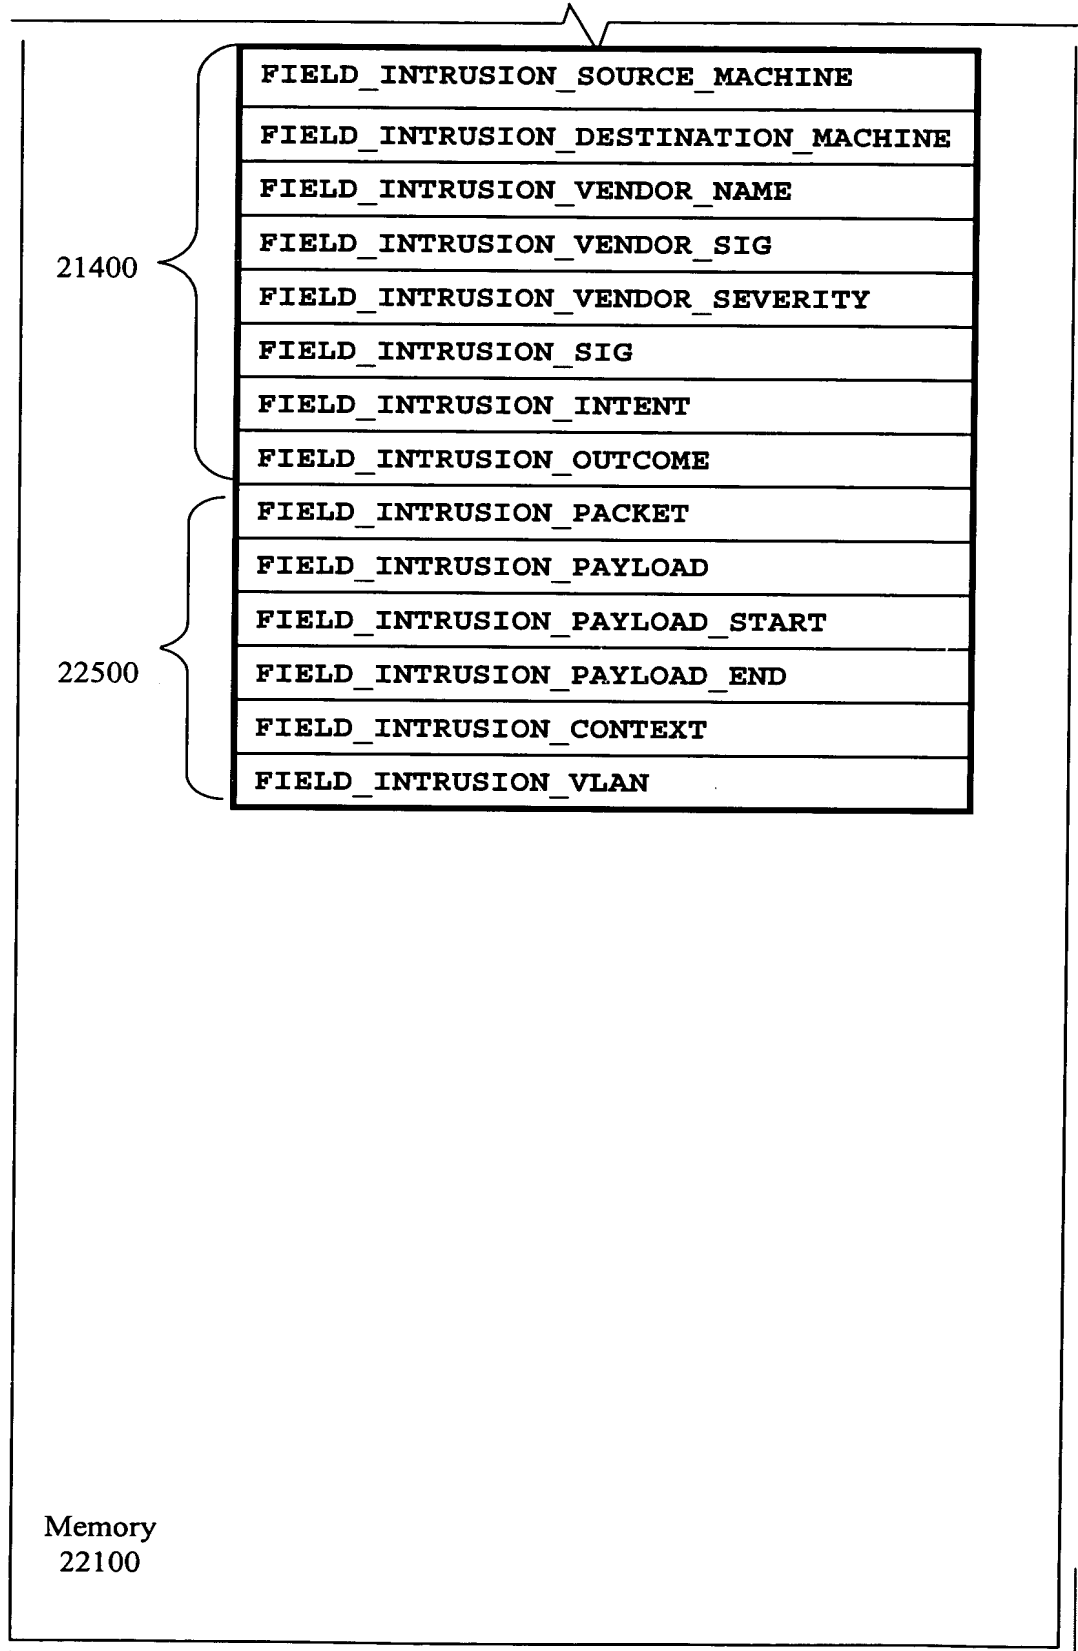 FIELD_INTRUSION_SOURCE_MACHINE
FIELD_INTRUSION_DESTINATION_MACHINE
FIELD_INTRUSION_VENDOR_NAME
FIELD_INTRUSION_VENDOR_SIG
21400
FIELD_INTRUSION_VENDOR_SEVERITY
FIELD_INTRUSION_SIG
FIELD_INTRUSION_INTENT
FIELD_INTRUSION_OUTCOME
FIELD_INTRUSION_PACKET
FIELD_INTRUSION_PAYLOAD
FIELD_INTRUSION_PAYLOAD_START
22500
FIELD_INTRUSION_PAYLOAD_END
FIELD_INTRUSION_CONTEXT
FIELD_INTRUSION_VLAN
Memory
22100